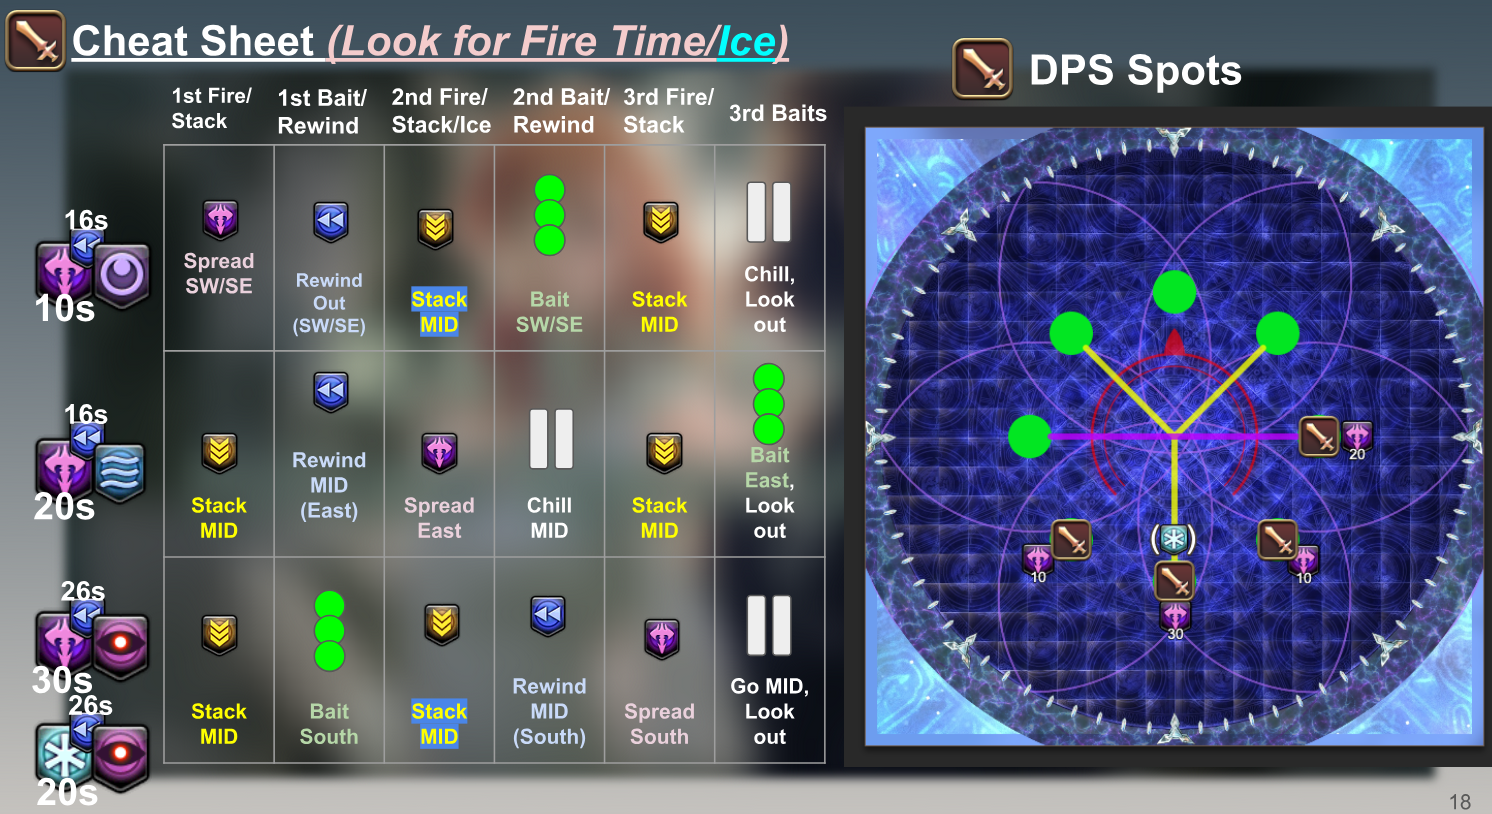 Cheat Sheet (Look for Fire Time/Ice)
DPS Spots
1st Fire/
Stack
1st Bait/
Rewind
2nd Fire/
Stack/Ice
2nd Bait/
Rewind
3rd Fire/
Stack
3rd Baits
16s
10s
Spread
SW/SE
Rewind
Out
(SW/SE)
Stack
MID
Bait
SW/SE
Stack
MID
Chill,
Look
out
16s
20s
Stack
MID
Rewind
MID
(East)
Spread
East
Chill
MID
Stack
MID
Bait
East,
Look
out
26s
30s
26s
20s
Stack
MID
Bait
South
Stack
MID
Rewind
MID
(South)
Spread
South
Go MID,
Look
out
20
( )
10
10
30
18